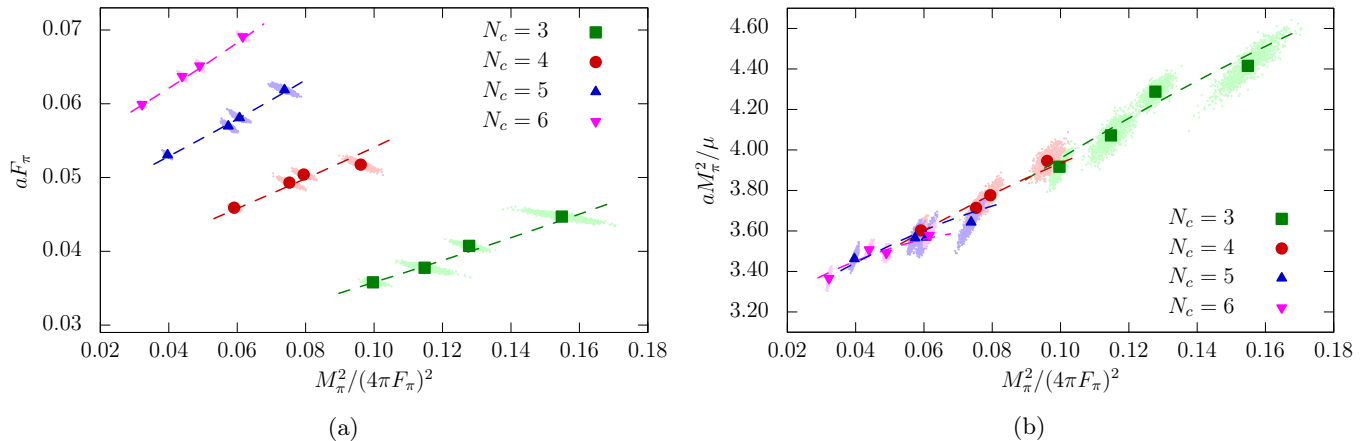 0.07
0.06
0.05
0.04
0.03
aF_π
N_c = 3
N_c = 4
N_c = 5
N_c = 6
0.02 0.04 0.06 0.08 0.10 0.12 0.14 0.16 0.18
M_π^2/(4πF_π)^2
(a)
4.60
4.40
4.20
4.00
3.80
3.60
3.40
3.20
aM_π^2/μ
N_c = 3
N_c = 4
N_c = 5
N_c = 6
0.02 0.04 0.06 0.08 0.10 0.12 0.14 0.16 0.18
M_π^2/(4πF_π)^2
(b)